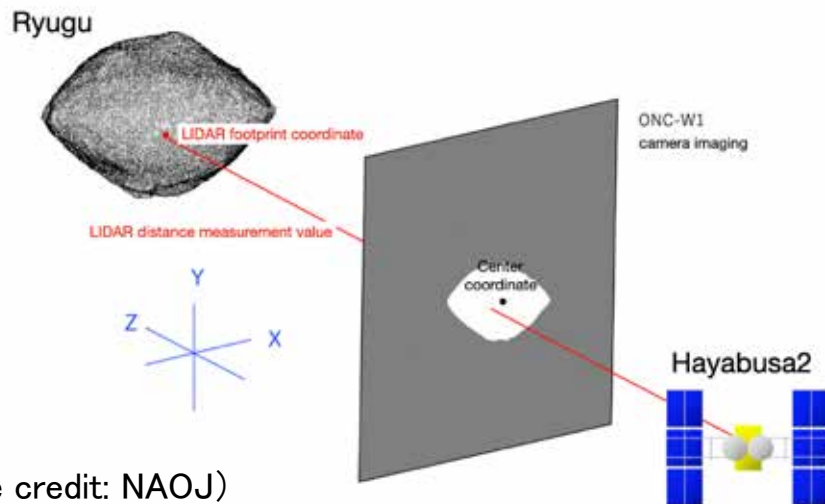 Ryugu
LIDAR footprint coordinate
ONC-W1
camera imaging
LIDAR distance measurement value
Center
coordinate
Y
Z
X
Hayabusa2
credit: NAOJ)